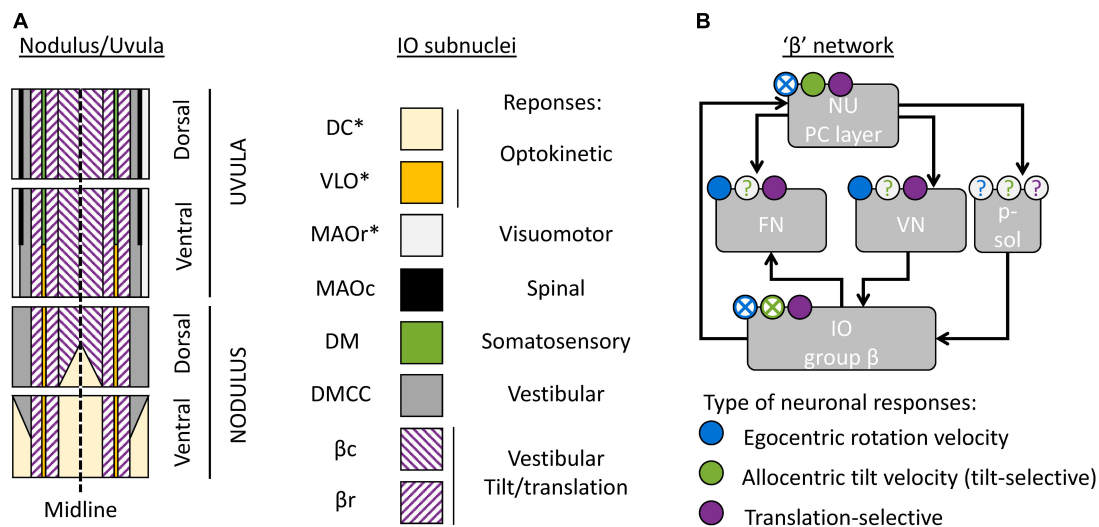 A
Nodulus/Uvula
Dorsal
Ventral
UVULA
Dorsal
Ventral
NODULUS
Midline
IO subnuclei
Reponses:
DC*
VLO*
Optokinetic
MAOr*
Visuomotor
MAOc
Spinal
DM
Somatosensory
DMCC
Vestibular
βc
βr
Vestibular
Tilt/translation
B
‘β’ network
NU
PC layer
? ? ? ? ?
FN
VN
p-
sol
IO
group β
Type of neuronal responses:
Egocentric rotation velocity
Allocentric tilt velocity (tilt-selective)
Translation-selective